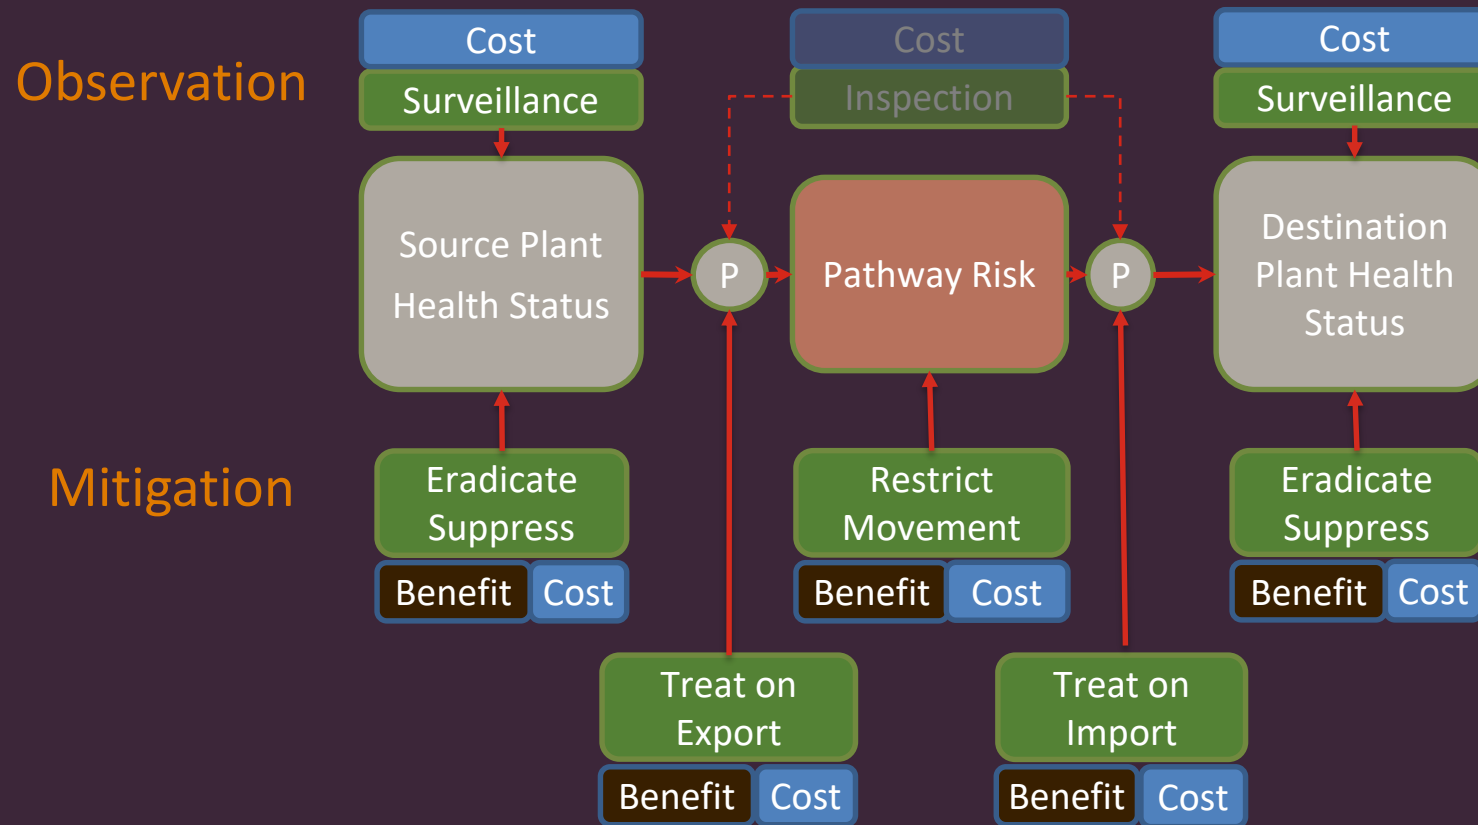 Observation
Cost
Surveillance
Cost
Inspection
Cost
Surveillance
Source Plant
Health Status
P
Pathway Risk
P
Destination
Plant Health
Status
Mitigation
Eradicate
Suppress
Benefit
Cost
Restrict
Movement
Benefit
Cost
Eradicate
Suppress
Benefit
Cost
Treat on
Export
Benefit
Cost
Treat on
Import
Benefit
Cost